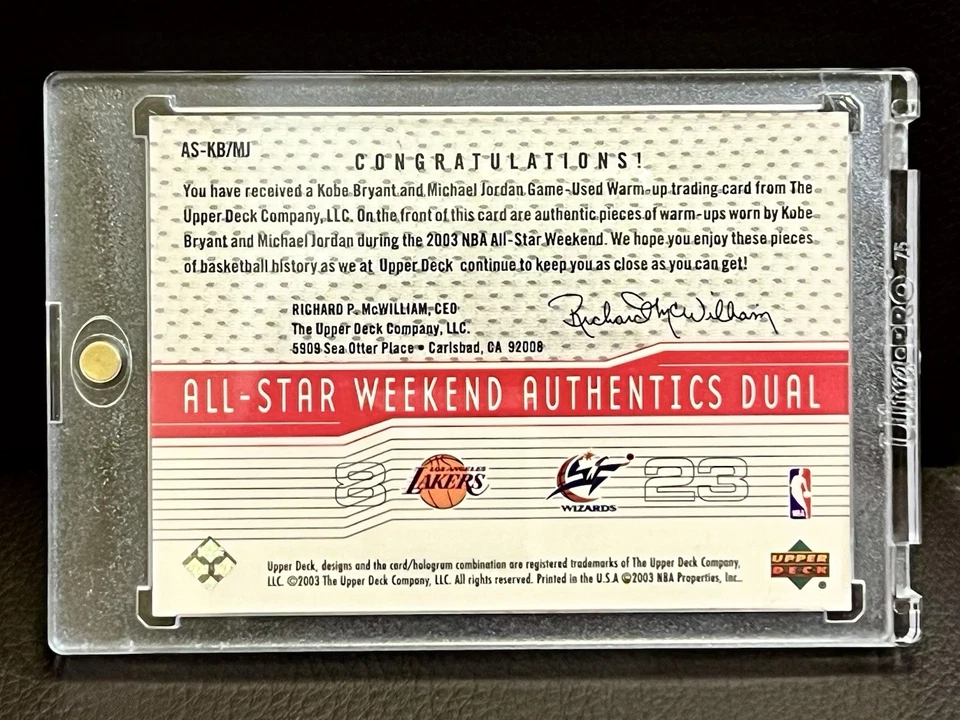 AS-KB/MJ
CONGRATULATIONS!
You have received a Kobe Bryant and Michael Jordan Game-Used Warm-up trading card from The
Upper Deck Company, LLC. On the front of this card are authentic pieces of warm-ups worn by Kobe
Bryant and Michael Jordan during the 2003 NBA All-Star Weekend. We hope you enjoy these pieces
of basketball history as we at Upper Deck continue to keep you as close as you can get!
RICHARD P. McWILLIAM, CEO
The Upper Deck Company, LLC.
5909 Sea Otter Place • Carlsbad, CA 92008
Richard McWilliam
ALL-STAR WEEKEND AUTHENTICS DUAL
8
LOS ANGELES
LAKERS
WIZARDS
23
NBA
Upper Deck, designs and the card/hologram combination are registered trademarks of The Upper Deck Company,
LLC. ©2003 The Upper Deck Company, LLC. All rights reserved. Printed in the U.S.A ©2003 NBA Properties, Inc.
UPPER
DECK
®
UltraPRO 75